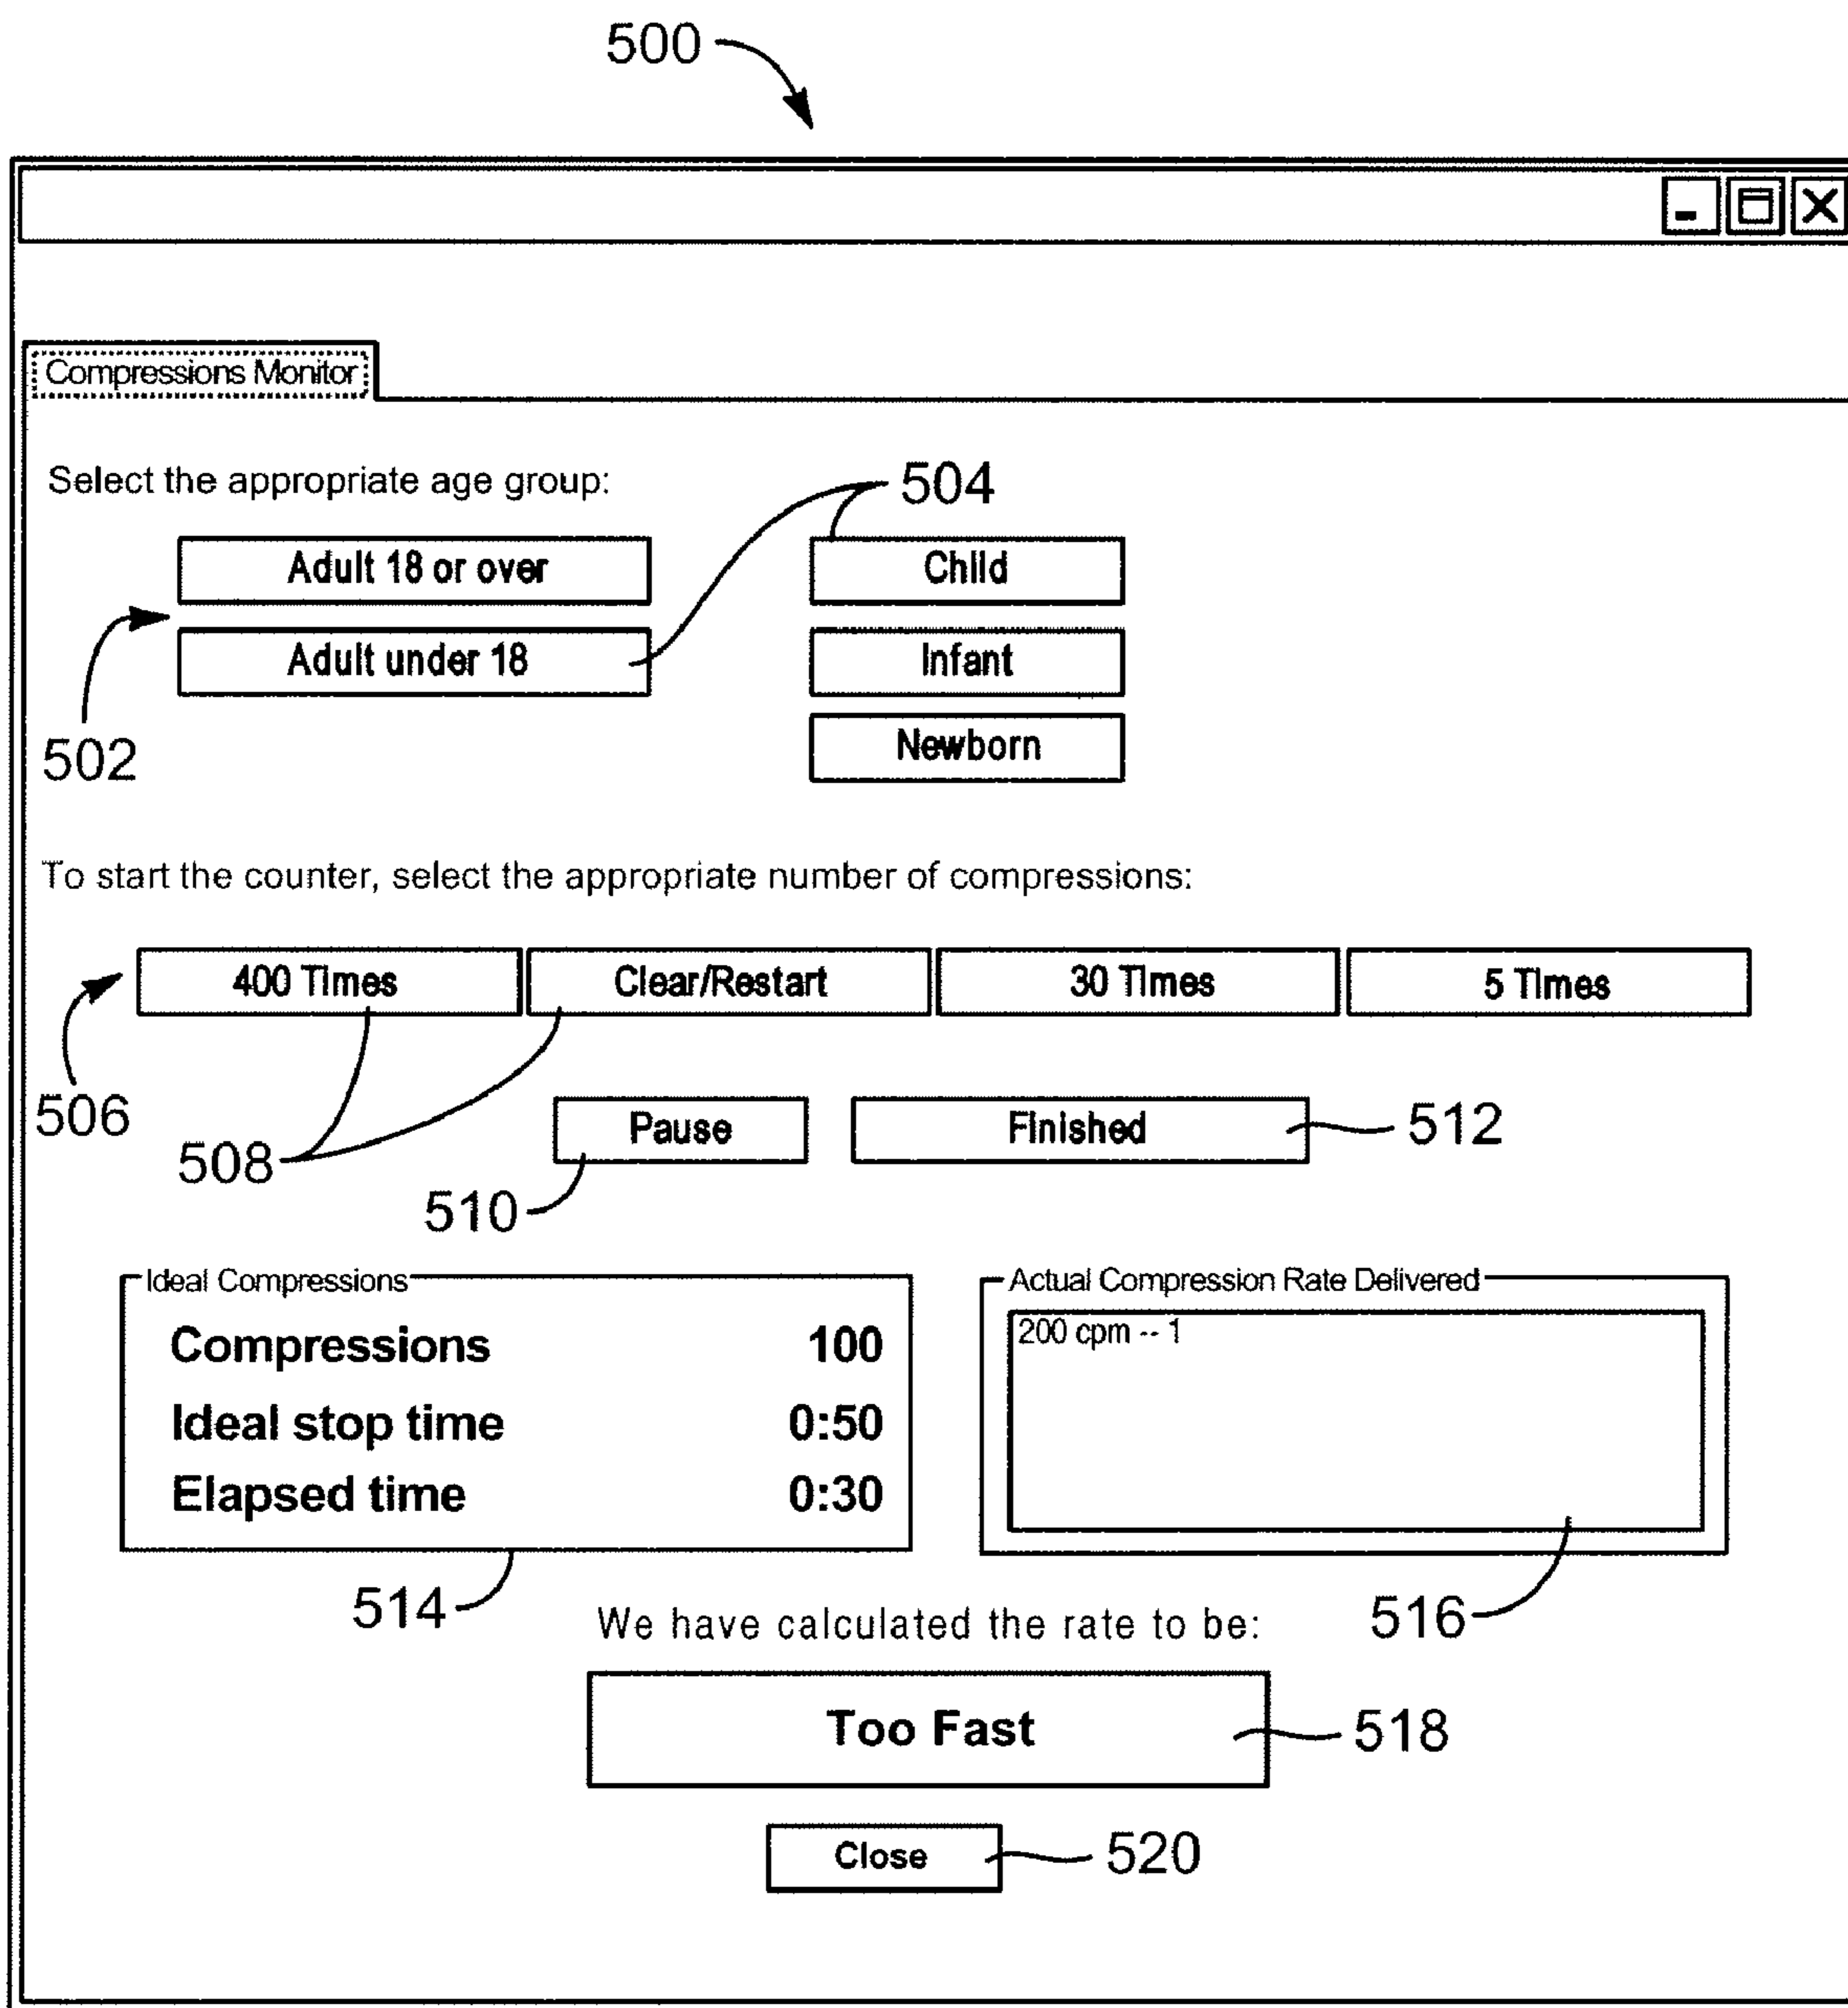 500
Compressions Monitor
Select the appropriate age group:
504
Adult 18 or over
Child
502
Adult under 18
Infant
Newborn
To start the counter, select the appropriate number of compressions:
506
400 Times
Clear/Restart
30 Times
5 Times
508
Pause
510
Finished
512
Ideal Compressions
Compressions 100
Ideal stop time 0:50
Elapsed time 0:30
514
Actual Compression Rate Delivered
200 cpm -- 1
516
We have calculated the rate to be:
Too Fast
518
Close
520